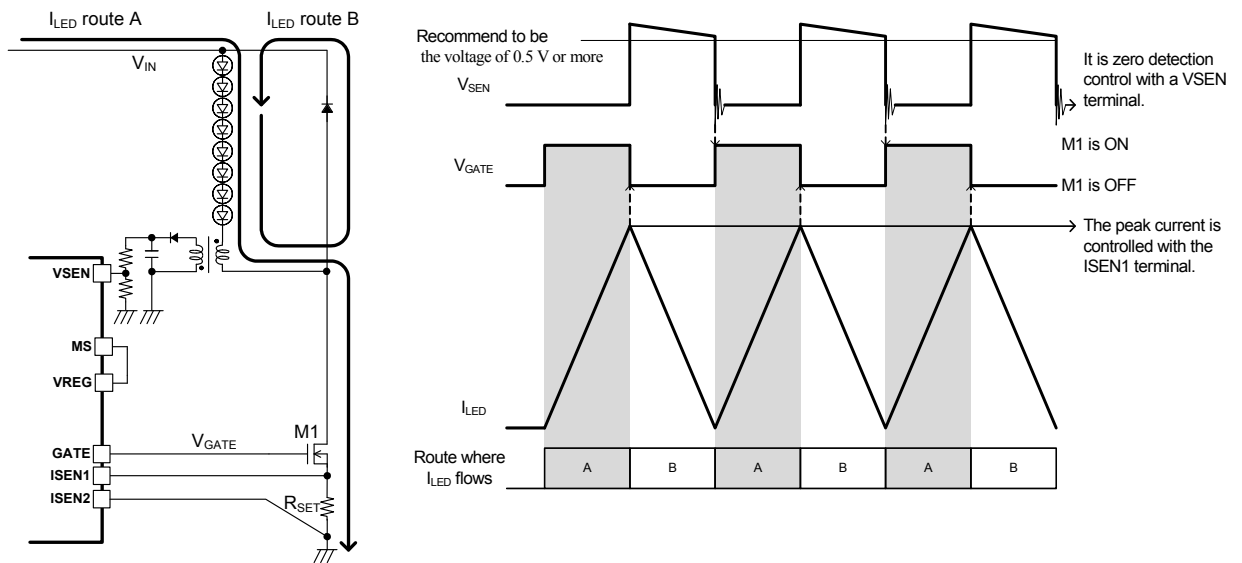 ILED route A
ILED route B
VIN
VSEN
MS
VREG
GATE
ISEN1
ISEN2
VGATE
M1
RSET
Recommend to be
the voltage of 0.5 V or more
VSEN
It is zero detection
control with a VSEN
terminal.
VGATE
M1 is ON
M1 is OFF
The peak current is
controlled with the
ISEN1 terminal.
ILED
Route where
ILED flows
A B A B A B